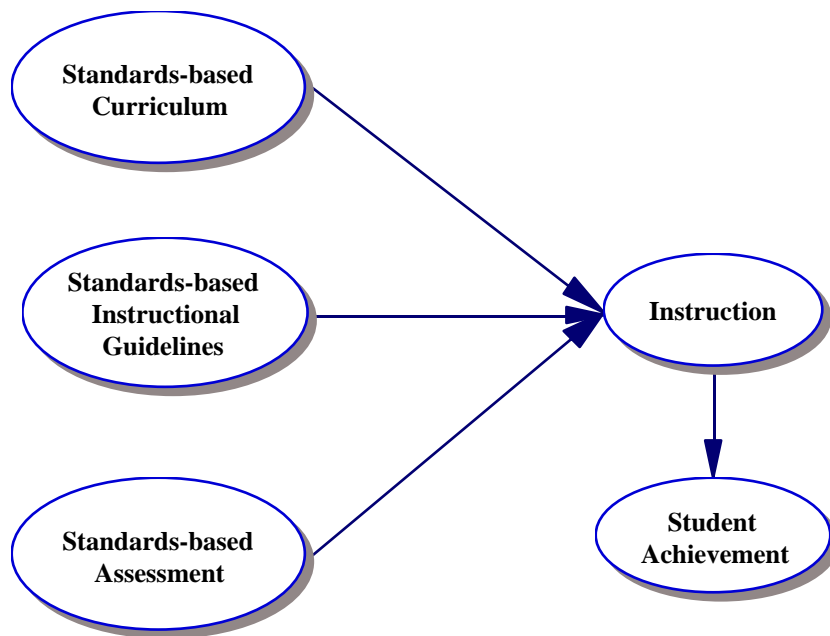 Standards-based
Curriculum
Standards-based
Instructional
Guidelines
Instruction
Standards-based
Assessment
Student
Achievement